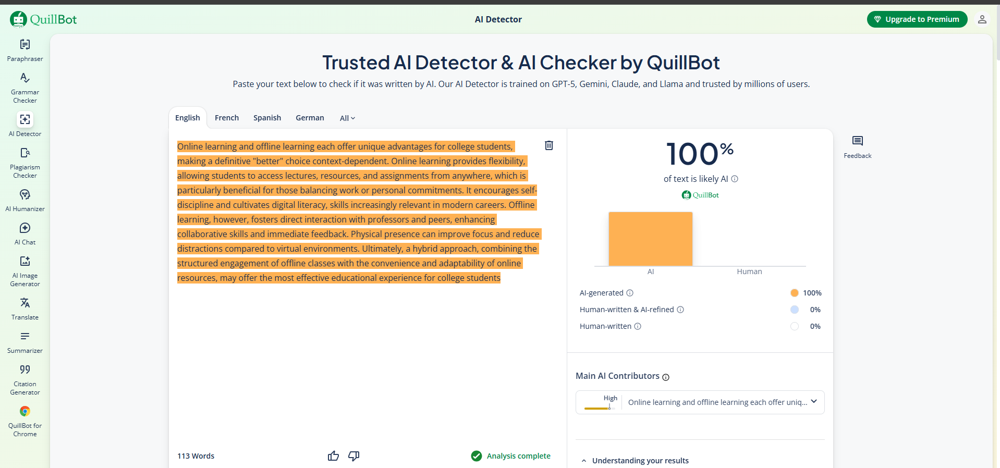 QuillBot
AI Detector
Upgrade to Premium
Paraphraser
Grammar
Checker
AI Detector
Plagiarism
Checker
AI Humanizer
AI Chat
AI Image
Generator
Translate
Summarizer
Citation
Generator
QuillBot for
Chrome
Trusted AI Detector & AI Checker by QuillBot
Paste your text below to check if it was written by AI. Our AI Detector is trained on GPT-5, Gemini, Claude, and Llama and trusted by millions of users.
English French Spanish German All
Online learning and offline learning each offer unique advantages for college students,
making a definitive "better" choice context-dependent. Online learning provides flexibility,
allowing students to access lectures, resources, and assignments from anywhere, which is
particularly beneficial for those balancing work or personal commitments. It encourages self-
discipline and cultivates digital literacy, skills increasingly relevant in modern careers. Offline
learning, however, fosters direct interaction with professors and peers, enhancing
collaborative skills and immediate feedback. Physical presence can improve focus and reduce
distractions compared to virtual environments. Ultimately, a hybrid approach, combining the
structured engagement of offline classes with the convenience and adaptability of online
resources, may offer the most effective educational experience for college students
113 Words
Analysis complete
100%
of text is likely AI
QuillBot
AI Human
AI-generated 100%
Human-written & AI-refined 0%
Human-written 0%
Main AI Contributors
High Online learning and offline learning each offer uniq...
Understanding your results
Feedback